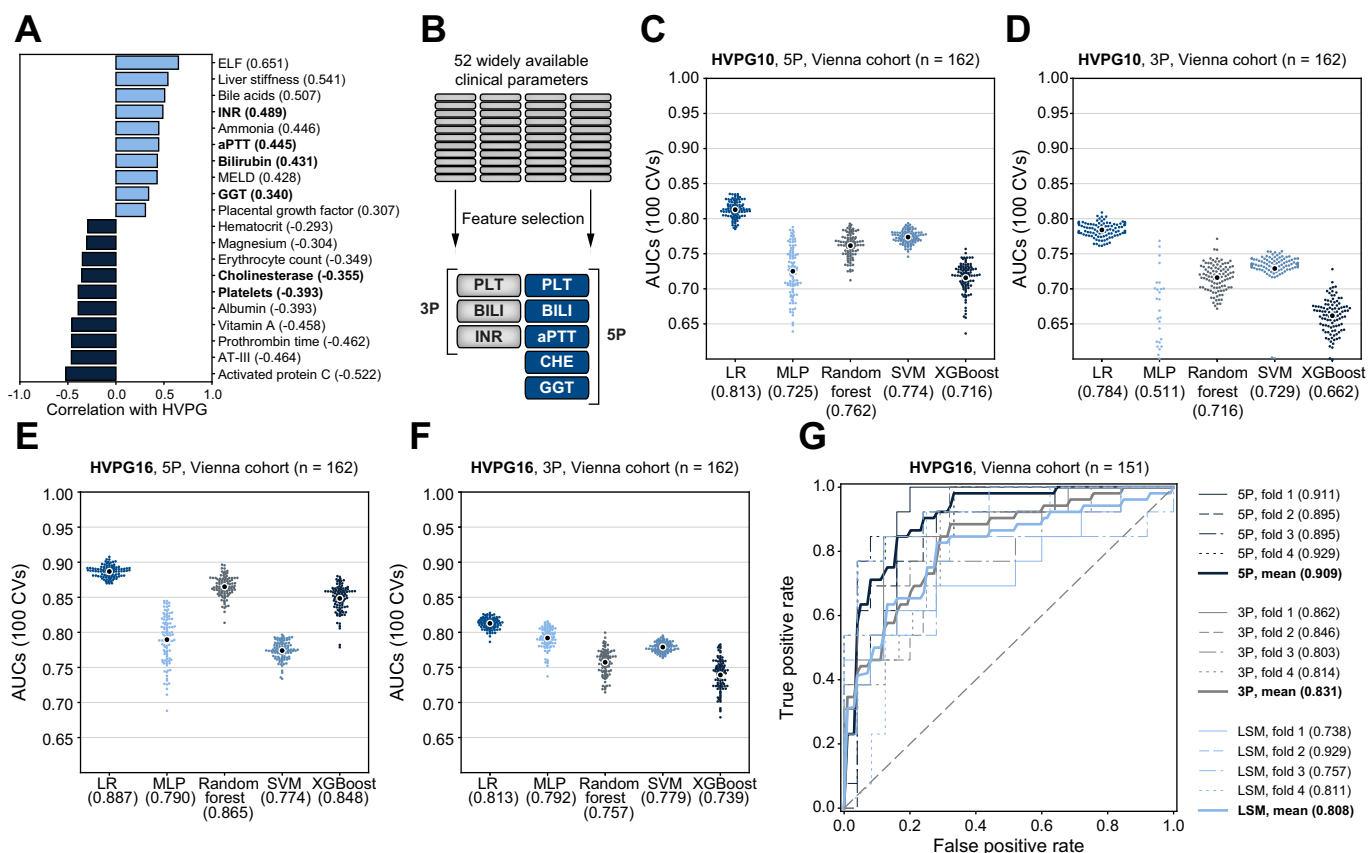 A
ELF (0.651)
Liver stiffness (0.541)
Bile acids (0.507)
INR (0.489)
Ammonia (0.446)
aPTT (0.445)
Bilirubin (0.431)
MELD (0.428)
GGT (0.340)
Placental growth factor (0.307)
Hematocrit (-0.293)
Magnesium (-0.304)
Erythrocyte count (-0.349)
Cholinesterase (-0.355)
Platelets (-0.393)
Albumin (-0.393)
Vitamin A (-0.458)
Prothrombin time (-0.462)
AT-III (-0.464)
Activated protein C (-0.522)
-1.0 -0.5 0.0 0.5 1.0
Correlation with HVPG
B
52 widely available
clinical parameters
Feature selection
3P
PLT
BILI
INR
PLT
BILI
aPTT
CHE
GGT
5P
C
HVPG10, 5P, Vienna cohort (n = 162)
AUCs (100 CVs)
1.00
0.95
0.90
0.85
0.80
0.75
0.70
0.65
LR
(0.813)
MLP
(0.725)
Random
forest
(0.762)
SVM
(0.774)
XGBoost
(0.716)
D
HVPG10, 3P, Vienna cohort (n = 162)
AUCs (100 CVs)
1.00
0.95
0.90
0.85
0.80
0.75
0.70
0.65
LR
(0.784)
MLP
(0.511)
Random
forest
(0.716)
SVM
(0.729)
XGBoost
(0.662)
E
HVPG16, 5P, Vienna cohort (n = 162)
AUCs (100 CVs)
1.00
0.95
0.90
0.85
0.80
0.75
0.70
0.65
LR
(0.887)
MLP
(0.790)
Random
forest
(0.865)
SVM
(0.774)
XGBoost
(0.848)
F
HVPG16, 3P, Vienna cohort (n = 162)
AUCs (100 CVs)
1.00
0.95
0.90
0.85
0.80
0.75
0.70
0.65
LR
(0.813)
MLP
(0.792)
Random
forest
(0.757)
SVM
(0.779)
XGBoost
(0.739)
G
HVPG16, Vienna cohort (n = 151)
True positive rate
1.0
0.8
0.6
0.4
0.2
0.0
0.0 0.2 0.4 0.6 0.8 1.0
False positive rate
5P, fold 1 (0.911)
5P, fold 2 (0.895)
5P, fold 3 (0.895)
5P, fold 4 (0.929)
5P, mean (0.909)
3P, fold 1 (0.862)
3P, fold 2 (0.846)
3P, fold 3 (0.803)
3P, fold 4 (0.814)
3P, mean (0.831)
LSM, fold 1 (0.738)
LSM, fold 2 (0.929)
LSM, fold 3 (0.757)
LSM, fold 4 (0.811)
LSM, mean (0.808)